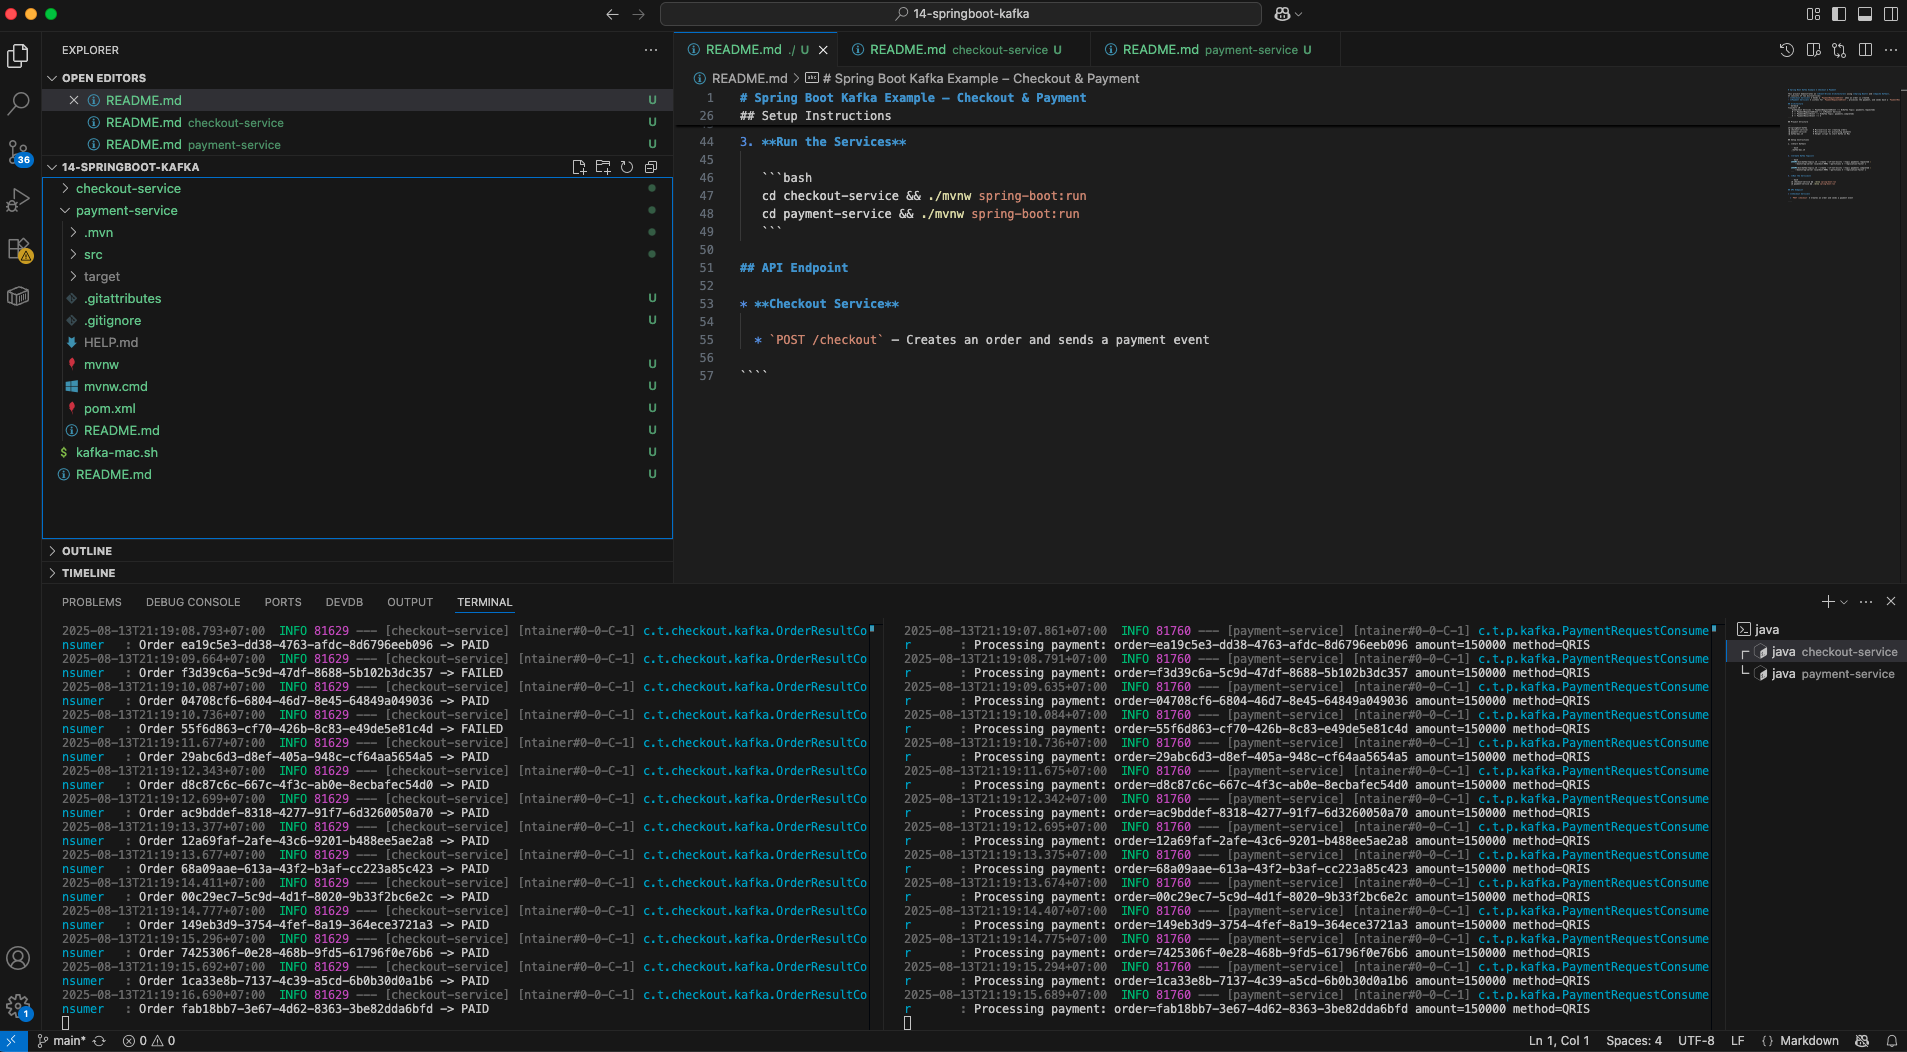 14-springboot-kafka
EXPLORER
OPEN EDITORS
README.md U
README.md checkout-service U
README.md payment-service U
14-SPRINGBOOT-KAFKA
checkout-service
payment-service
.mvn
src
target
.gitattributes U
.gitignore U
HELP.md
mvnw U
mvnw.cmd U
pom.xml U
README.md U
kafka-mac.sh U
README.md U
OUTLINE
TIMELINE
36
1
README.md ./ U
README.md checkout-service U
README.md payment-service U
README.md > # Spring Boot Kafka Example – Checkout & Payment
1 # Spring Boot Kafka Example – Checkout & Payment
26 ## Setup Instructions
44 3. **Run the Services**
45
46 ```bash
47 cd checkout-service && ./mvnw spring-boot:run
48 cd payment-service && ./mvnw spring-boot:run
49 ```
50
51 ## API Endpoint
52
53 * **Checkout Service**
54
55 * `POST /checkout` – Creates an order and sends a payment event
56
57 ````
PROBLEMS DEBUG CONSOLE PORTS DEVDB OUTPUT TERMINAL
2025-08-13T21:19:08.793+07:00 INFO 81629 --- [checkout-service] [ntainer#0-0-C-1] c.t.checkout.kafka.OrderResultCo
nsumer : Order ea19c5e3-dd38-4763-afdc-8d6796eeb096 -> PAID
2025-08-13T21:19:09.664+07:00 INFO 81629 --- [checkout-service] [ntainer#0-0-C-1] c.t.checkout.kafka.OrderResultCo
nsumer : Order f3d39c6a-5c9d-47df-8688-5b102b3dc357 -> FAILED
2025-08-13T21:19:10.087+07:00 INFO 81629 --- [checkout-service] [ntainer#0-0-C-1] c.t.checkout.kafka.OrderResultCo
nsumer : Order 04708cf6-6804-46d7-8e45-64849a049036 -> PAID
2025-08-13T21:19:10.736+07:00 INFO 81629 --- [checkout-service] [ntainer#0-0-C-1] c.t.checkout.kafka.OrderResultCo
nsumer : Order 55f6d863-cf70-426b-8c83-e49de5e81c4d -> FAILED
2025-08-13T21:19:11.677+07:00 INFO 81629 --- [checkout-service] [ntainer#0-0-C-1] c.t.checkout.kafka.OrderResultCo
nsumer : Order 29abc6d3-d8ef-405a-948c-cf64aa5654a5 -> PAID
2025-08-13T21:19:12.343+07:00 INFO 81629 --- [checkout-service] [ntainer#0-0-C-1] c.t.checkout.kafka.OrderResultCo
nsumer : Order d8c87c6c-667c-4f3c-ab0e-8ecbafec54d0 -> PAID
2025-08-13T21:19:12.699+07:00 INFO 81629 --- [checkout-service] [ntainer#0-0-C-1] c.t.checkout.kafka.OrderResultCo
nsumer : Order ac9bddef-8318-4277-91f7-6d3260050a70 -> PAID
2025-08-13T21:19:13.377+07:00 INFO 81629 --- [checkout-service] [ntainer#0-0-C-1] c.t.checkout.kafka.OrderResultCo
nsumer : Order 12a69faf-2afe-43c6-9201-b488ee5ae2a8 -> PAID
2025-08-13T21:19:13.677+07:00 INFO 81629 --- [checkout-service] [ntainer#0-0-C-1] c.t.checkout.kafka.OrderResultCo
nsumer : Order 68a09aae-613a-43f2-b3af-cc223a85c423 -> PAID
2025-08-13T21:19:14.411+07:00 INFO 81629 --- [checkout-service] [ntainer#0-0-C-1] c.t.checkout.kafka.OrderResultCo
nsumer : Order 00c29ec7-5c9d-4d1f-8020-9b33f2bc6e2c -> PAID
2025-08-13T21:19:14.777+07:00 INFO 81629 --- [checkout-service] [ntainer#0-0-C-1] c.t.checkout.kafka.OrderResultCo
nsumer : Order 149eb3d9-3754-4fef-8a19-364ece3721a3 -> PAID
2025-08-13T21:19:15.296+07:00 INFO 81629 --- [checkout-service] [ntainer#0-0-C-1] c.t.checkout.kafka.OrderResultCo
nsumer : Order 7425306f-0e28-468b-9fd5-61796f0e76b6 -> PAID
2025-08-13T21:19:15.692+07:00 INFO 81629 --- [checkout-service] [ntainer#0-0-C-1] c.t.checkout.kafka.OrderResultCo
nsumer : Order 1ca33e8b-7137-4c39-a5cd-6b0b30d0a1b6 -> PAID
2025-08-13T21:19:16.690+07:00 INFO 81629 --- [checkout-service] [ntainer#0-0-C-1] c.t.checkout.kafka.OrderResultCo
nsumer : Order fab18bb7-3e67-4d62-8363-3be82dda6bfd -> PAID
2025-08-13T21:19:07.861+07:00 INFO 81760 --- [payment-service] [ntainer#0-0-C-1] c.t.p.kafka.PaymentRequestConsume
r : Processing payment: order=ea19c5e3-dd38-4763-afdc-8d6796eeb096 amount=150000 method=QRIS
2025-08-13T21:19:08.791+07:00 INFO 81760 --- [payment-service] [ntainer#0-0-C-1] c.t.p.kafka.PaymentRequestConsume
r : Processing payment: order=f3d39c6a-5c9d-47df-8688-5b102b3dc357 amount=150000 method=QRIS
2025-08-13T21:19:09.635+07:00 INFO 81760 --- [payment-service] [ntainer#0-0-C-1] c.t.p.kafka.PaymentRequestConsume
r : Processing payment: order=04708cf6-6804-46d7-8e45-64849a049036 amount=150000 method=QRIS
2025-08-13T21:19:10.084+07:00 INFO 81760 --- [payment-service] [ntainer#0-0-C-1] c.t.p.kafka.PaymentRequestConsume
r : Processing payment: order=55f6d863-cf70-426b-8c83-e49de5e81c4d amount=150000 method=QRIS
2025-08-13T21:19:10.736+07:00 INFO 81760 --- [payment-service] [ntainer#0-0-C-1] c.t.p.kafka.PaymentRequestConsume
r : Processing payment: order=29abc6d3-d8ef-405a-948c-cf64aa5654a5 amount=150000 method=QRIS
2025-08-13T21:19:11.675+07:00 INFO 81760 --- [payment-service] [ntainer#0-0-C-1] c.t.p.kafka.PaymentRequestConsume
r : Processing payment: order=d8c87c6c-667c-4f3c-ab0e-8ecbafec54d0 amount=150000 method=QRIS
2025-08-13T21:19:12.342+07:00 INFO 81760 --- [payment-service] [ntainer#0-0-C-1] c.t.p.kafka.PaymentRequestConsume
r : Processing payment: order=ac9bddef-8318-4277-91f7-6d3260050a70 amount=150000 method=QRIS
2025-08-13T21:19:12.695+07:00 INFO 81760 --- [payment-service] [ntainer#0-0-C-1] c.t.p.kafka.PaymentRequestConsume
r : Processing payment: order=12a69faf-2afe-43c6-9201-b488ee5ae2a8 amount=150000 method=QRIS
2025-08-13T21:19:13.375+07:00 INFO 81760 --- [payment-service] [ntainer#0-0-C-1] c.t.p.kafka.PaymentRequestConsume
r : Processing payment: order=68a09aae-613a-43f2-b3af-cc223a85c423 amount=150000 method=QRIS
2025-08-13T21:19:13.674+07:00 INFO 81760 --- [payment-service] [ntainer#0-0-C-1] c.t.p.kafka.PaymentRequestConsume
r : Processing payment: order=00c29ec7-5c9d-4d1f-8020-9b33f2bc6e2c amount=150000 method=QRIS
2025-08-13T21:19:14.407+07:00 INFO 81760 --- [payment-service] [ntainer#0-0-C-1] c.t.p.kafka.PaymentRequestConsume
r : Processing payment: order=149eb3d9-3754-4fef-8a19-364ece3721a3 amount=150000 method=QRIS
2025-08-13T21:19:14.775+07:00 INFO 81760 --- [payment-service] [ntainer#0-0-C-1] c.t.p.kafka.PaymentRequestConsume
r : Processing payment: order=7425306f-0e28-468b-9fd5-61796f0e76b6 amount=150000 method=QRIS
2025-08-13T21:19:15.294+07:00 INFO 81760 --- [payment-service] [ntainer#0-0-C-1] c.t.p.kafka.PaymentRequestConsume
r : Processing payment: order=1ca33e8b-7137-4c39-a5cd-6b0b30d0a1b6 amount=150000 method=QRIS
2025-08-13T21:19:15.689+07:00 INFO 81760 --- [payment-service] [ntainer#0-0-C-1] c.t.p.kafka.PaymentRequestConsume
r : Processing payment: order=fab18bb7-3e67-4d62-8363-3be82dda6bfd amount=150000 method=QRIS
java
java checkout-service
java payment-service
main* 0 0
Ln 1, Col 1 Spaces: 4 UTF-8 LF {} Markdown